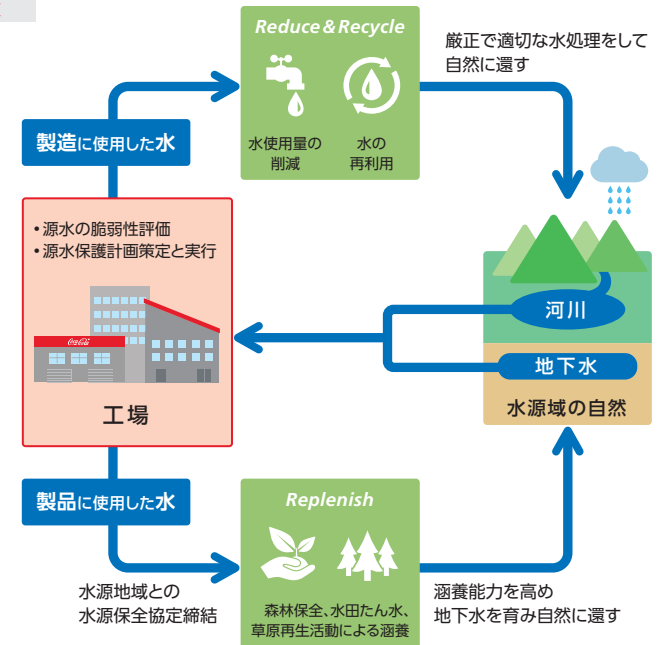 Reduce & Recycle
水使用量の
削減
水の
再利用
厳正で適切な水処理をして
自然に還す
製造に使用した水
・源水の脆弱性評価
・源水保護計画策定と実行
Coca-Cola
工場
河川
地下水
水源域の自然
製品に使用した水
水源地域との
水源保全協定締結
Replenish
森林保全、水田たん水、
草原再生活動による涵養
涵養能力を高め
地下水を育み自然に還す